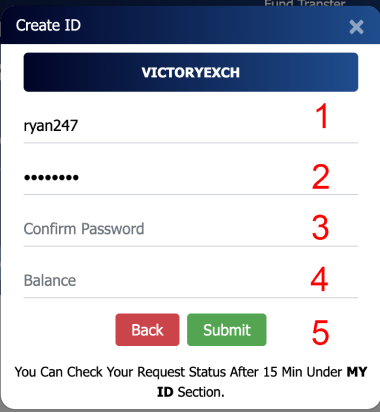 Fund Transfer
Create ID ×
VICTORYEXCH
ryan247 1
•••••••• 2
Confirm Password 3
Balance 4
Back Submit 5
You Can Check Your Request Status After 15 Min Under MY
ID Section.